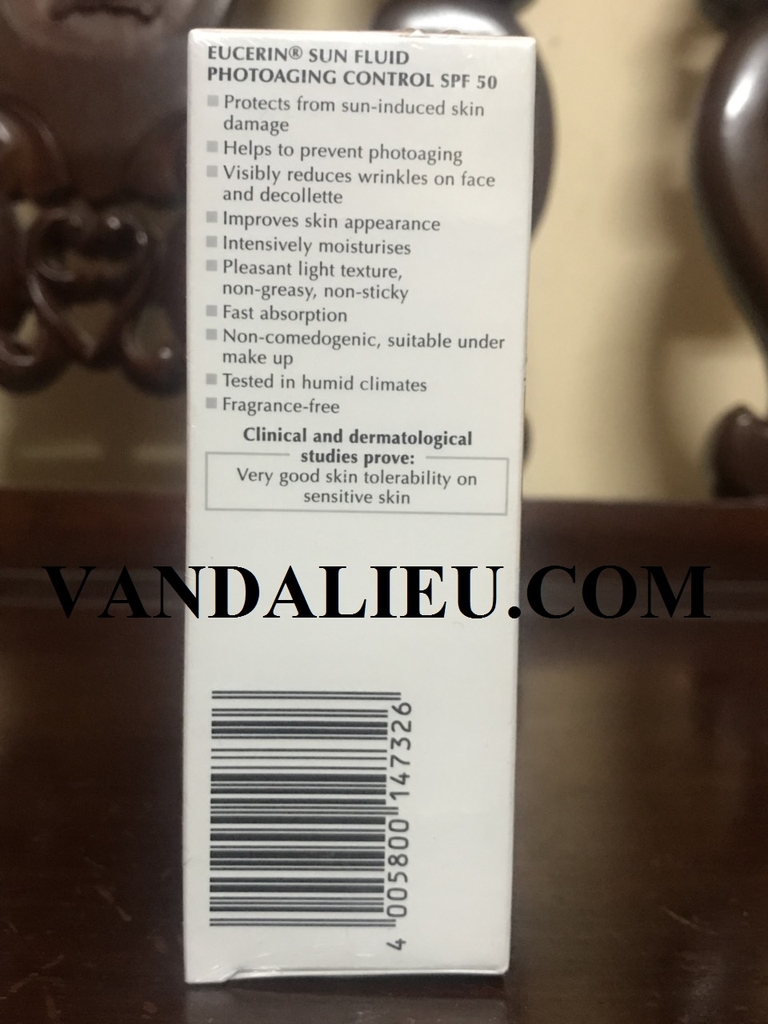 EUCERIN® SUN FLUID
PHOTOAGING CONTROL SPF 50
Protects from sun-induced skin
damage
Helps to prevent photoaging
Visibly reduces wrinkles on face
and decollette
Improves skin appearance
Intensively moisturises
Pleasant light texture,
non-greasy, non-sticky
Fast absorption
Non-comedogenic, suitable under
make up
Tested in humid climates
Fragrance-free
Clinical and dermatological
studies prove:
Very good skin tolerability on
sensitive skin
VANDALIEU.COM
4 005800 147326